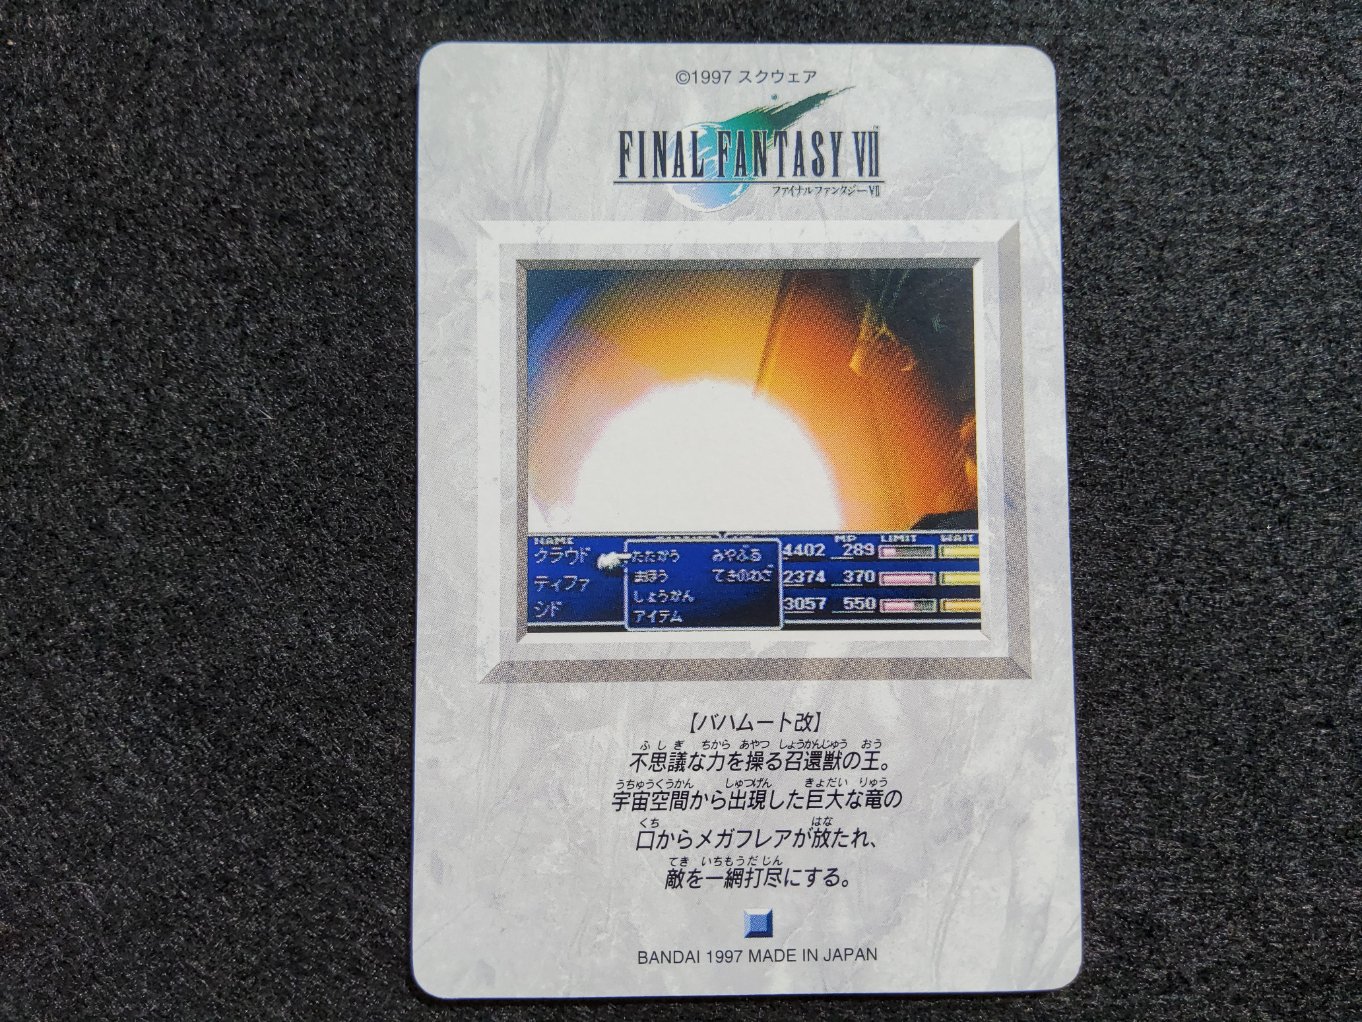 ©1997 スクウェア
FINAL FANTASY VII
ファイナルファンタジーVII
NAME MP LIMIT WAIT
クラウド たたかう みやぶる 4402 289
ティファ まほう てきのわざ 2374 370
しょうかん
シド アイテム 3057 550
【バハムート改】
ふしぎ ちから あやつ しょうかんじゅう おう
不思議な力を操る召還獣の王。
うちゅうくうかん しゅつげん きょだい りゅう
宇宙空間から出現した巨大な竜の
くち はな
口からメガフレアが放たれ、
てき いちもうだじん
敵を一網打尽にする。
BANDAI 1997 MADE IN JAPAN